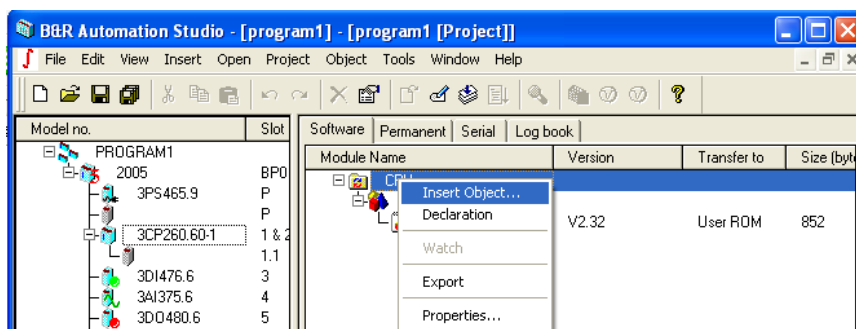 B&R Automation Studio - [program1] - [program1 [Project]]
File Edit View Insert Open Project Object Tools Window Help
Model no. Slot
Software Permanent Serial Log book
Module Name Version Transfer to Size (byt
PROGRAM1
2005 BP0
3PS465.9 P
P
3CP260.60-1 1 & 2
1.1
3DI476.6 3
3AI375.6 4
3DO480.6 5
Insert Object...
Declaration
V2.32 User ROM 852
Watch
Export
Properties...